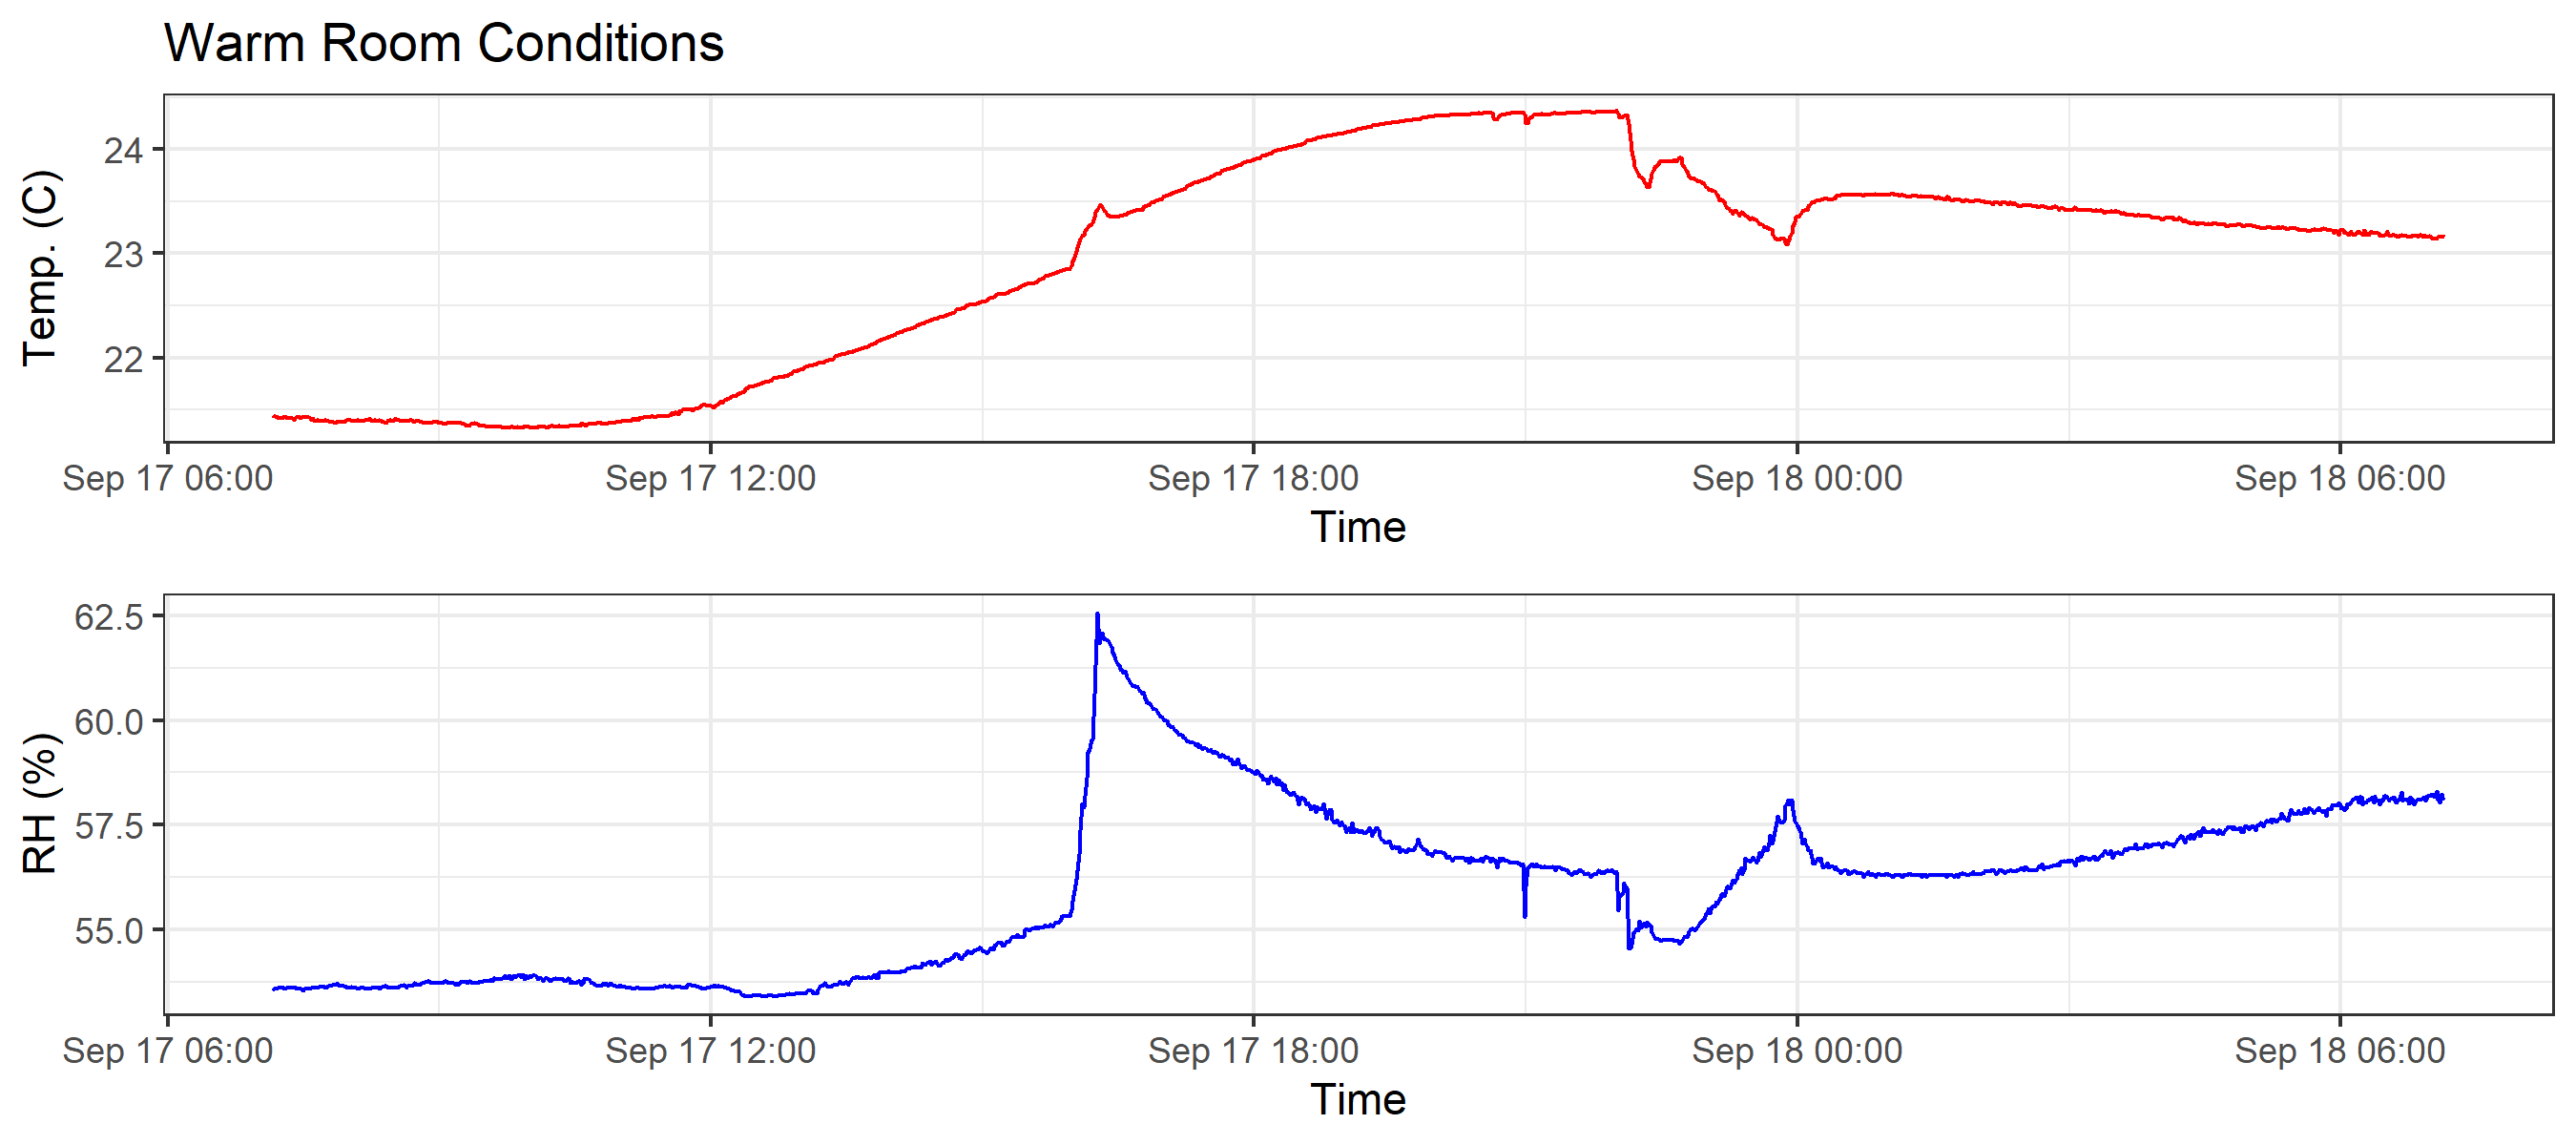 Warm Room Conditions
Temp. (C)
24
23
22
Sep 17 06:00 Sep 17 12:00 Sep 17 18:00 Sep 18 00:00 Sep 18 06:00
Time
RH (%)
62.5
60.0
57.5
55.0
Sep 17 06:00 Sep 17 12:00 Sep 17 18:00 Sep 18 00:00 Sep 18 06:00
Time